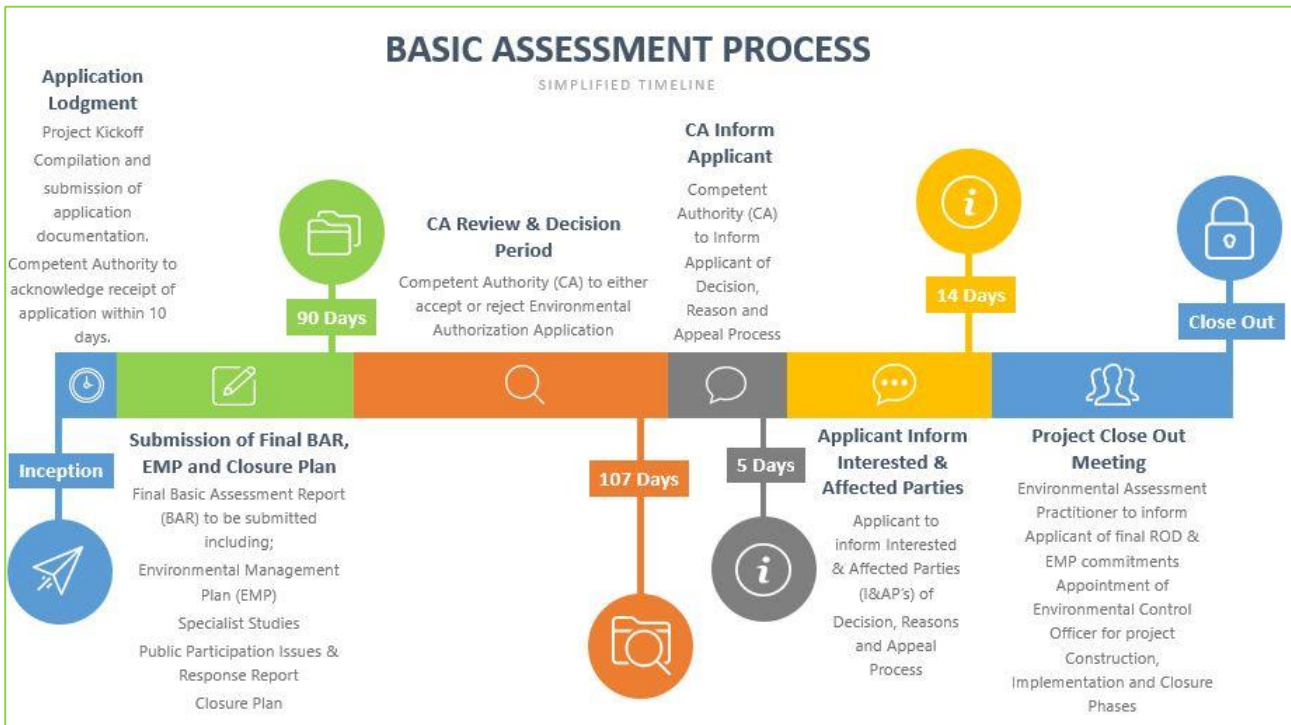 BASIC ASSESSMENT PROCESS
SIMPLIFIED TIMELINE
Application
Lodgment
Project Kickoff
Compilation and
submission of
application
documentation.
Competent Authority to
acknowledge receipt of
application within 10
days.
Inception
90 Days
Submission of Final BAR,
EMP and Closure Plan
Final Basic Assessment Report
(BAR) to be submitted
including;
Environmental Management
Plan (EMP)
Specialist Studies
Public Participation Issues &
Response Report
Closure Plan
CA Review & Decision
Period
Competent Authority (CA) to either
accept or reject Environmental
Authorization Application
107 Days
CA Inform
Applicant
Competent
Authority (CA)
to Inform
Applicant of
Decision,
Reason and
Appeal Process
5 Days
i
14 Days
i
Applicant Inform
Interested &
Affected Parties
Applicant to
inform Interested
& Affected Parties
(I&AP's) of
Decision, Reasons
and Appeal
Process
Close Out
Project Close Out
Meeting
Environmental Assessment
Practitioner to inform
Applicant of final ROD &
EMP commitments
Appointment of
Environmental Control
Officer for project
Construction,
Implementation and Closure
Phases